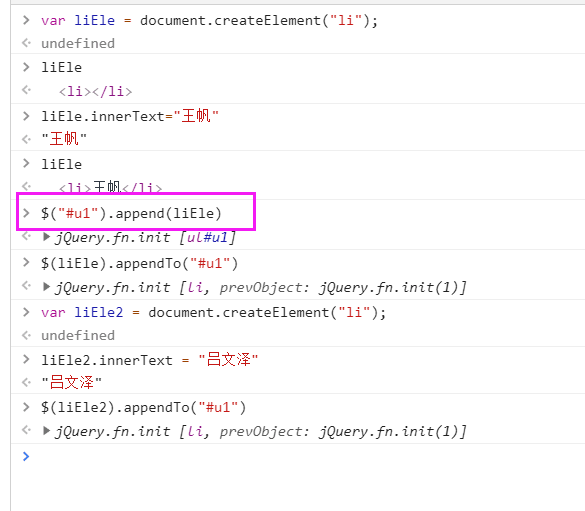 var liEle = document.createElement("li");
undefined
liEle
<li></li>
liEle.innerText="王帆"
"王帆"
liEle
<li>王帆</li>
$("#u1").append(liEle)
jQuery.fn.init [ul#u1]
$(liEle).appendTo("#u1")
jQuery.fn.init [li, prevObject: jQuery.fn.init(1)]
var liEle2 = document.createElement("li");
undefined
liEle2.innerText = "吕文泽"
"吕文泽"
$(liEle2).appendTo("#u1")
jQuery.fn.init [li, prevObject: jQuery.fn.init(1)]